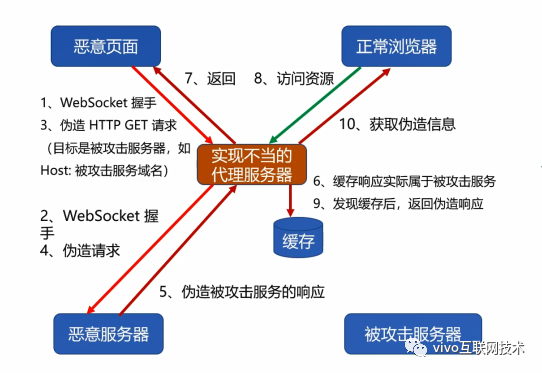 恶意页面
正常浏览器
7、返回
8、访问资源
1、WebSocket 握手
3、伪造 HTTP GET 请求
（目标是被攻击服务器，如
Host: 被攻击服务域名）
10、获取伪造信息
实现不当的
代理服务器
6、缓存响应实际属于被攻击服务
9、发现缓存后，返回伪造响应
2、WebSocket 握
手
4、伪造请求
缓存
5、伪造被攻击服务的响应
恶意服务器
被攻击服务器
vivo互联网技术